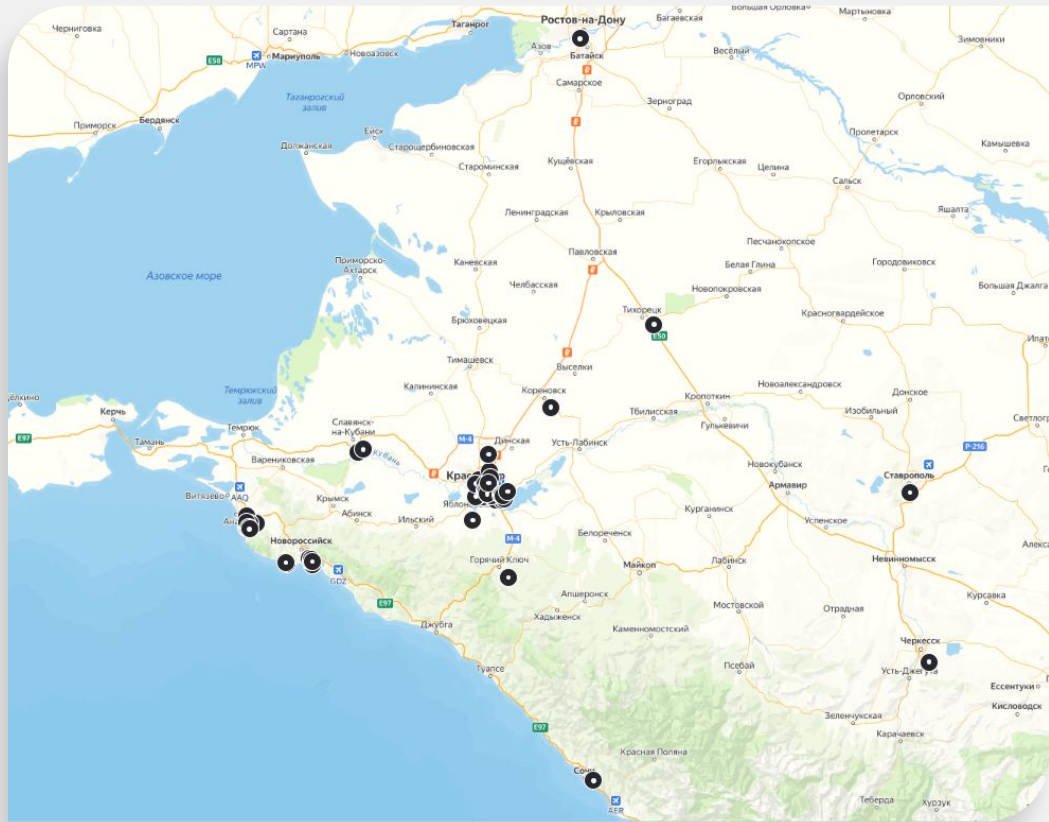 Большая Орловка
Мартыновка
Багаевская
Ростов-на-Дону
Таганрог
Черниговка
Сартана
Зимовники
Азов
Весёлый
Новоазовск
Батайск
Мариуполь
E58
MPW
Самарское
Таганрогский
залив
Орловский
Зерноград
Бердянск
Приморск
Ейск
Пролетарск
Должанская
Старощербиновская
Камышевка
Староминская
Кущёвская
Егорлыкская
Целина
Сальск
Ленинградская
Крыловская
Яшалта
Песчанокопское
Павловская
Приморско-
Ахтарск
Каневская
Белая Глина
Городовиковск
Азовское море
Челбасская
Новопокровская
Большая Джалга
Тихорецк
Красногвардейское
Брюховецкая
E50
Тимашевск
Выселки
Калининская
Новоалександровск
Темрюкский
залив
Кореновск
Кропоткин
Донское
Керчь
Тбилисская
Изобильный
Гулькевичи
Славянск-
на-Кубани
Темрюк
E97
Тамань
М-4
Динская
Усть-Лабинск
Р-216
Кубань
Варениковская
Новокубанск
Ставрополь
Армавир
Витязево
AAQ
Крымск
Абинск
Ильский
Курганинск
Успенское
Новороссийск
М-4
Белореченск
Невинномысск
Горячий Ключ
Майкоп
Лабинск
GDZ
Апшеронск
Курсавка
E97
Мостовской
Отрадная
Хадыженск
Джубга
Каменномостский
Черкесск
Туапсе
Псебай
Усть-Джегута
Ессентуки
Кисловодск
Зеленчукская
E97
Карачаевск
Красная Поляна
Сочи
Теберда
Хурзук
AER